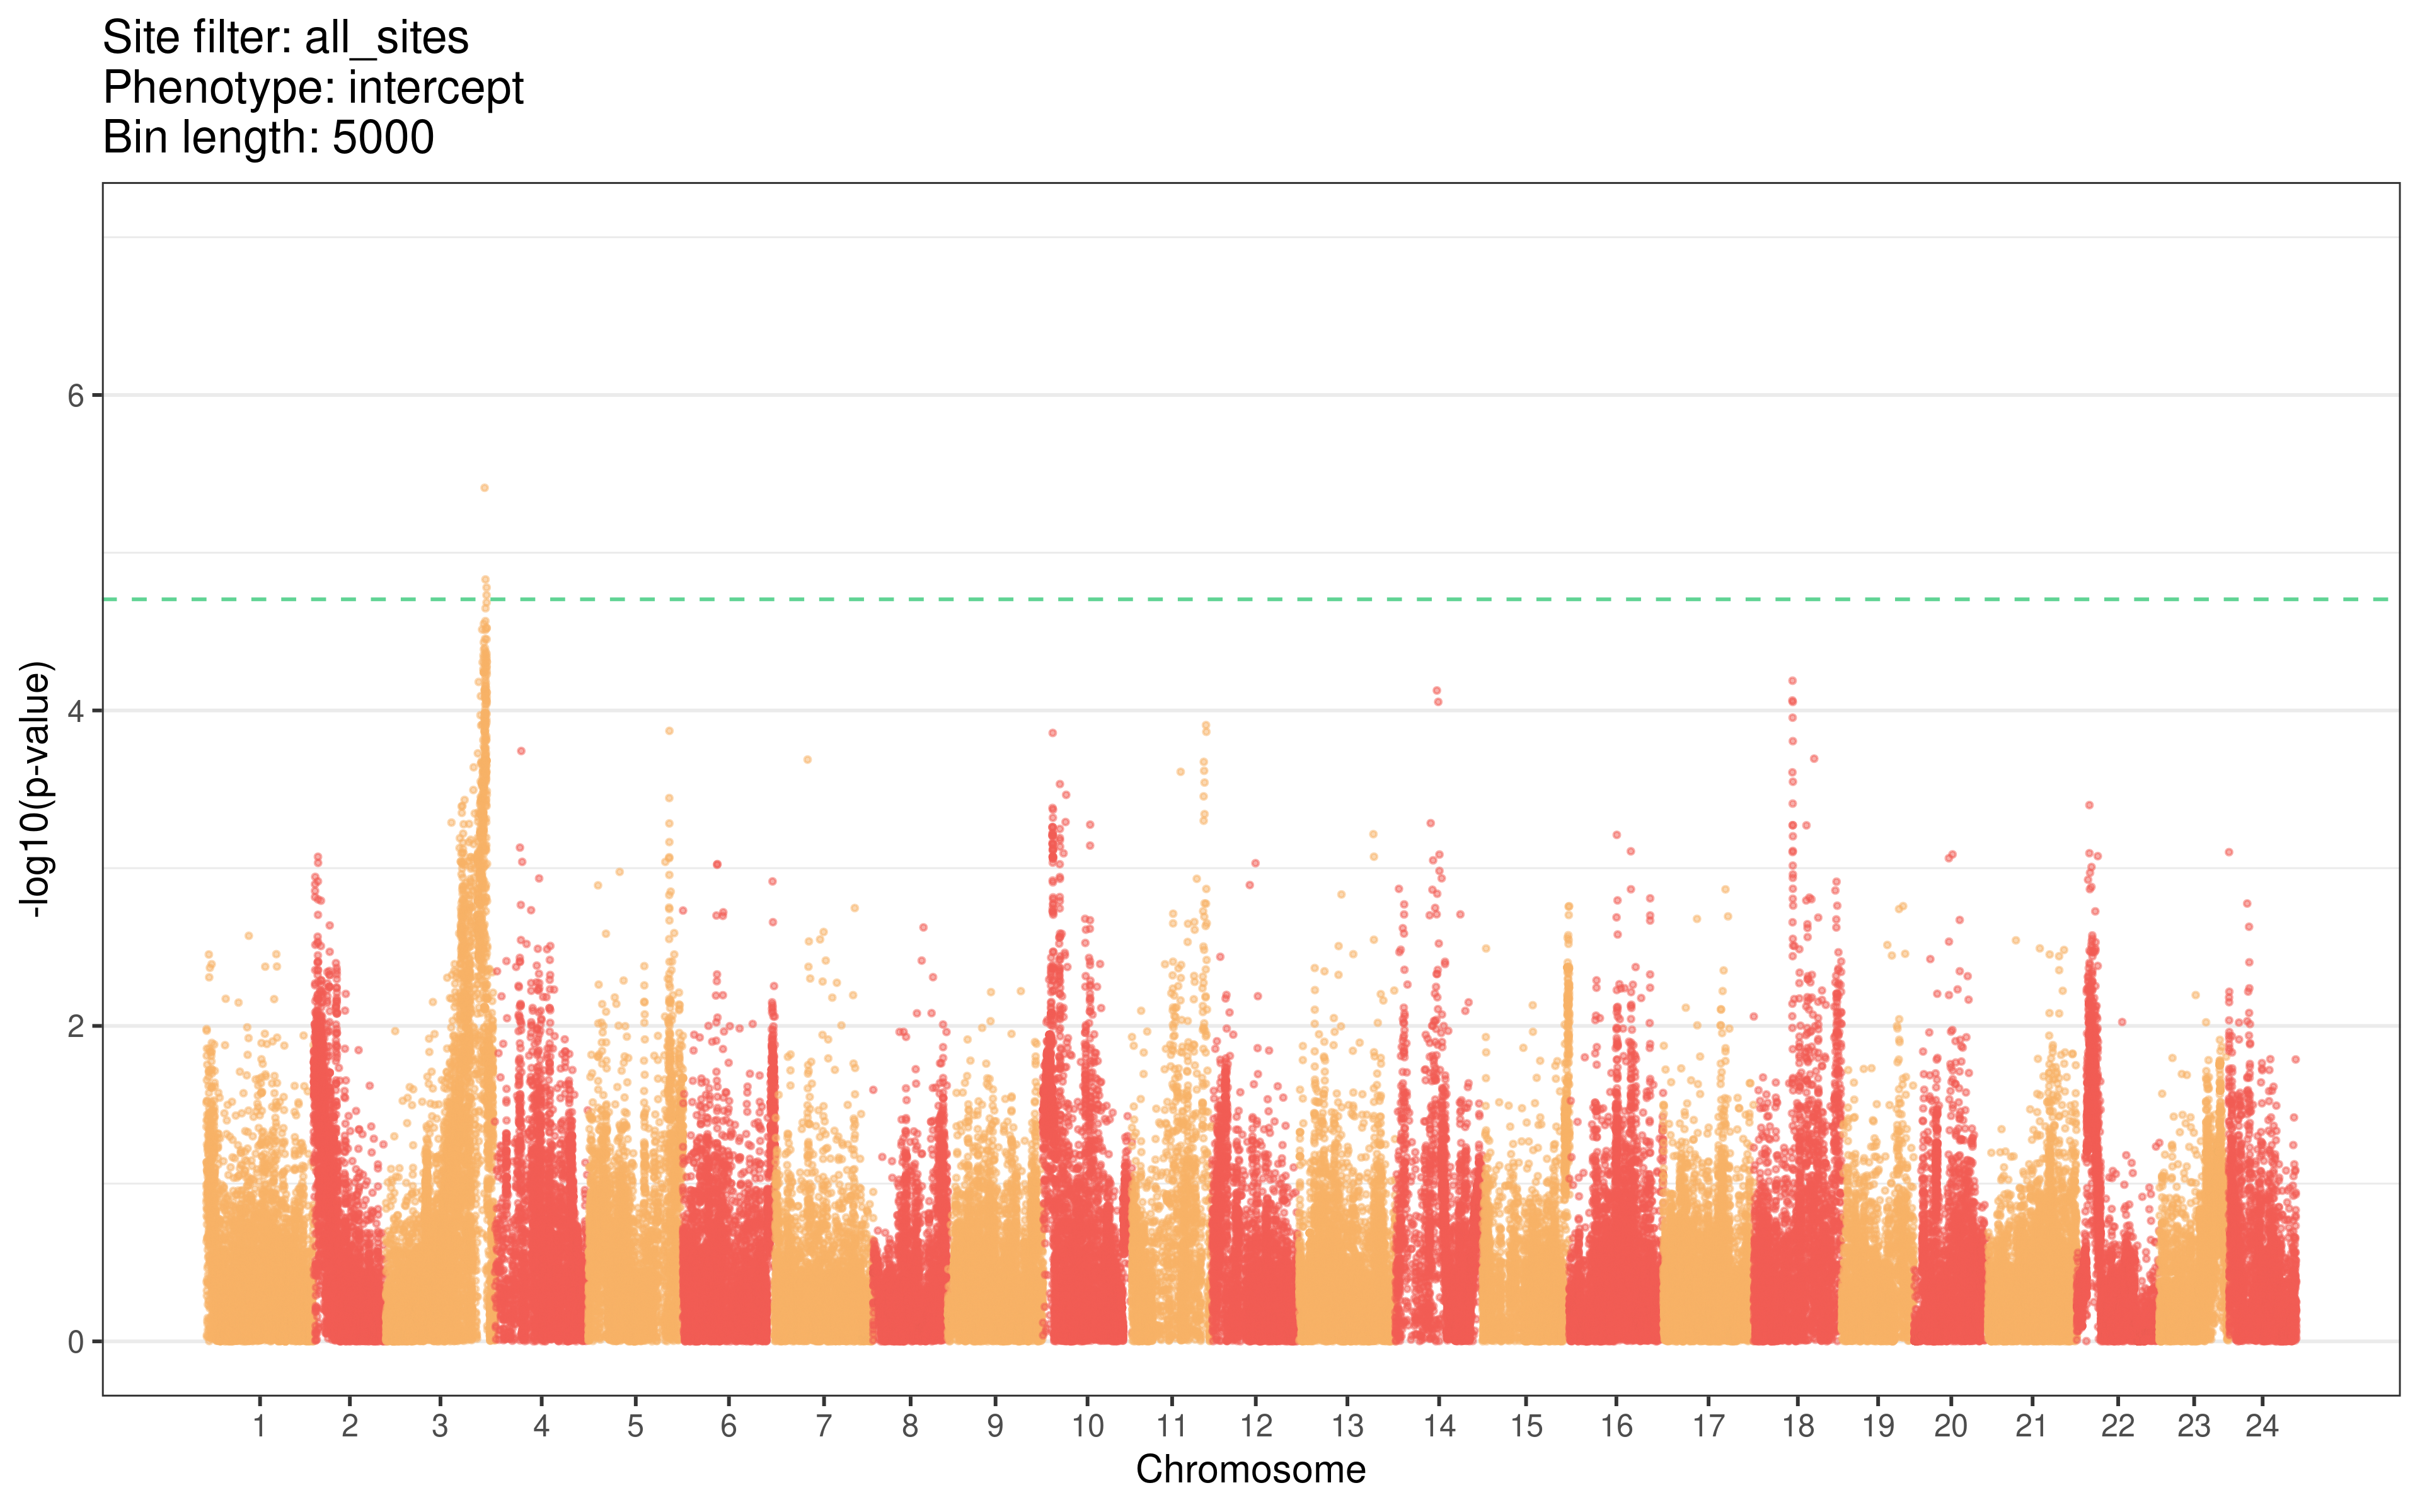 Site filter: all_sites
Phenotype: intercept
Bin length: 5000
-log10(p-value)
6
4
2
0
1 2 3 4 5 6 7 8 9 10 11 12 13 14 15 16 17 18 19 20 21 22 23 24
Chromosome